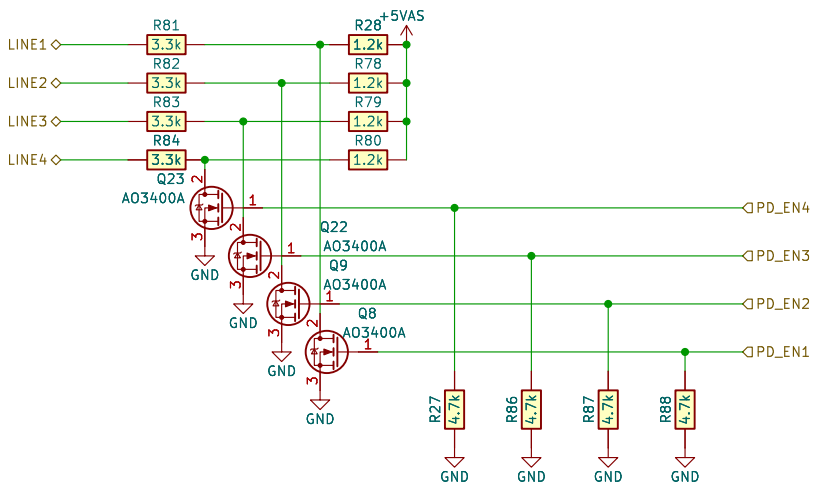 +5VAS
R81 R28
LINE1 3.3k 1.2k
R82 R78
LINE2 3.3k 1.2k
R83 R79
LINE3 3.3k 1.2k
R84 R80
LINE4 3.3k 1.2k
Q23 2
AO3400A 1 PD_EN4
3 2 Q22
GND AO3400A
1 PD_EN3
3 2 Q9
GND AO3400A
1 PD_EN2
3 2 Q8
GND AO3400A
1 PD_EN1
3
GND
R27 4.7k R86 4.7k R87 4.7k R88 4.7k
GND GND GND GND